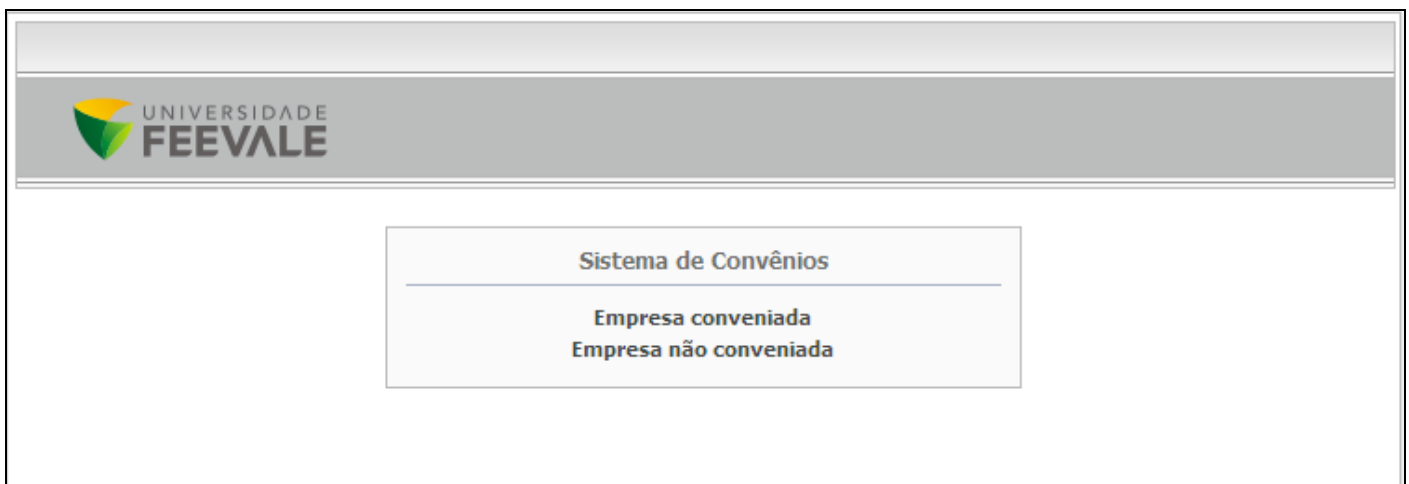 UNIVERSIDADE
FEEVALE
Sistema de Convênios
Empresa conveniada
Empresa não conveniada